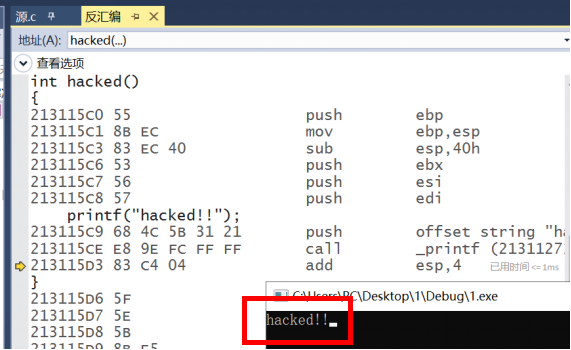 源.c 反汇编
地址(A): hacked(...)
查看选项
int hacked()
{
213115C0 55 push ebp
213115C1 8B EC mov ebp,esp
213115C3 83 EC 40 sub esp,40h
213115C6 53 push ebx
213115C7 56 push esi
213115C8 57 push edi
printf("hacked!!");
213115C9 68 4C 5B 31 21 push offset string "ha
213115CE E8 9E FC FF FF call _printf (2131127
213115D3 83 C4 04 add esp,4 已用时间 <= 1ms
}
213115D6 5F
C:\Users\PC\Desktop\1\Debug\1.exe
213115D7 5E
hacked!!
213115D8 5B
213115D9 8B E5